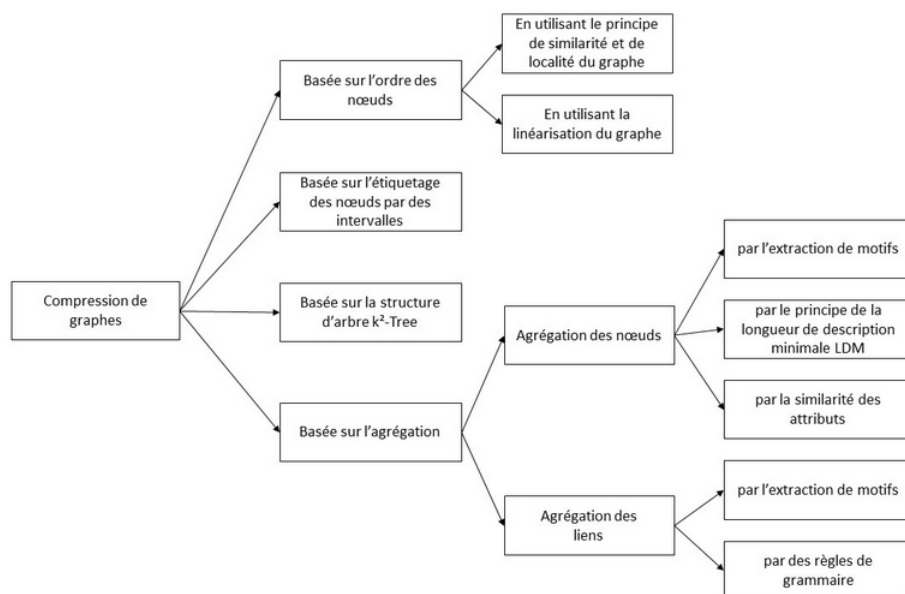 En utilisant le principe
de similarité et de
localité du graphe
Basée sur l'ordre des
nœuds
En utilisant la
linéarisation du graphe
Basée sur l'étiquetage
des nœuds par des
intervalles
par l'extraction de motifs
Compression de
graphes
Basée sur la structure
d'arbre k²-Tree
Agrégation des nœuds
par le principe de la
longueur de description
minimale LDM
par la similarité des
attributs
Basée sur l'agrégation
par l'extraction de motifs
Agrégation des
liens
par des règles de
grammaire